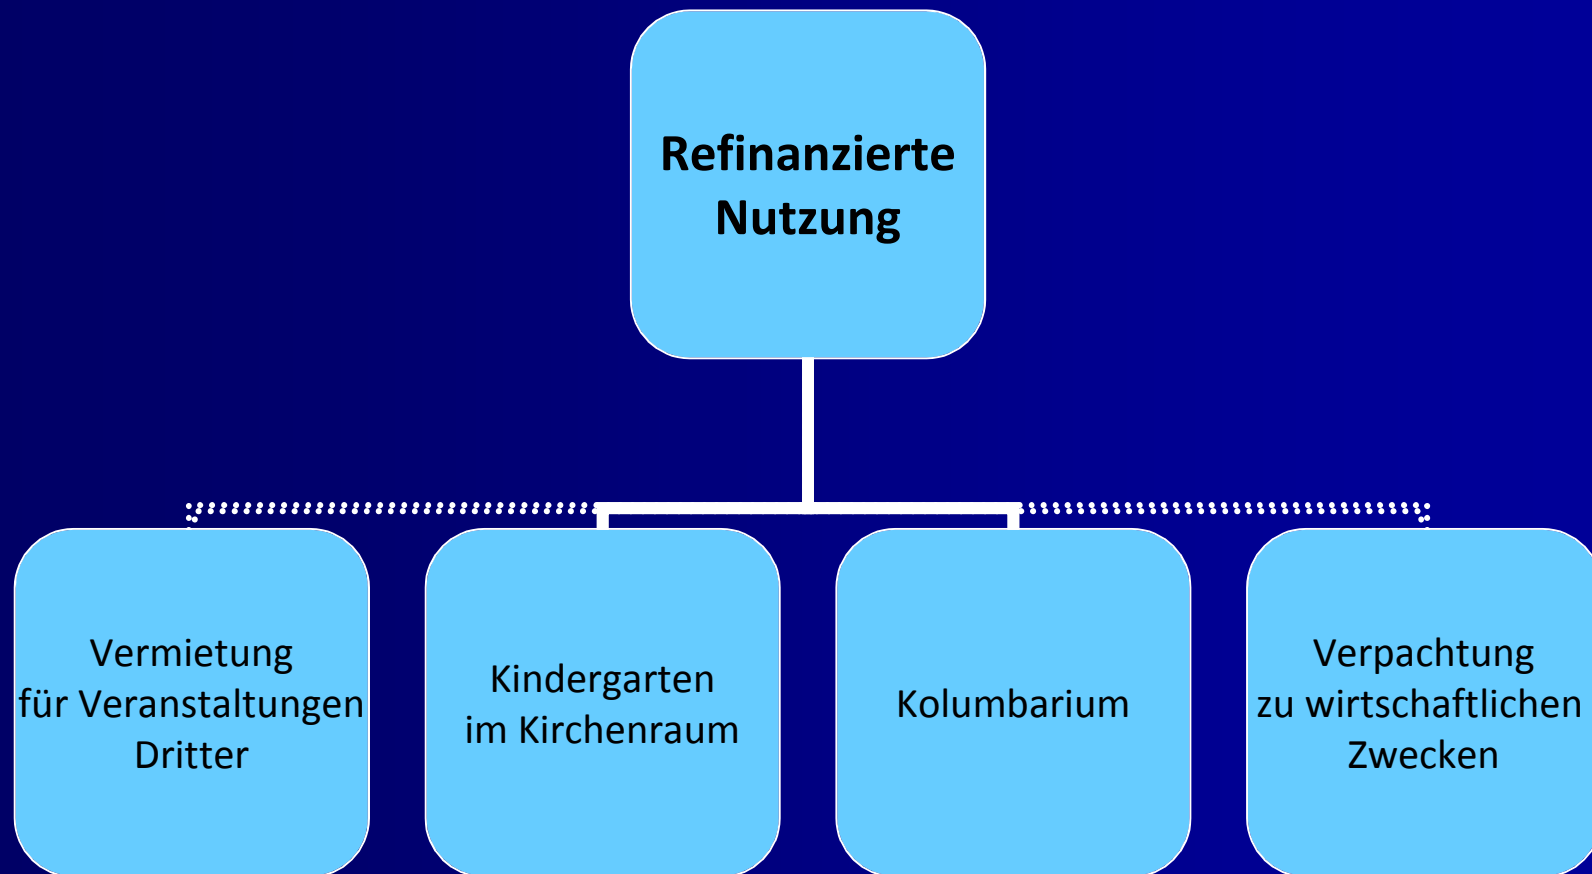 Refinanzierte
Nutzung
Vermietung
für Veranstaltungen
Dritter
Kindergarten
im Kirchenraum
Kolumbarium
Verpachtung
zu wirtschaftlichen
Zwecken